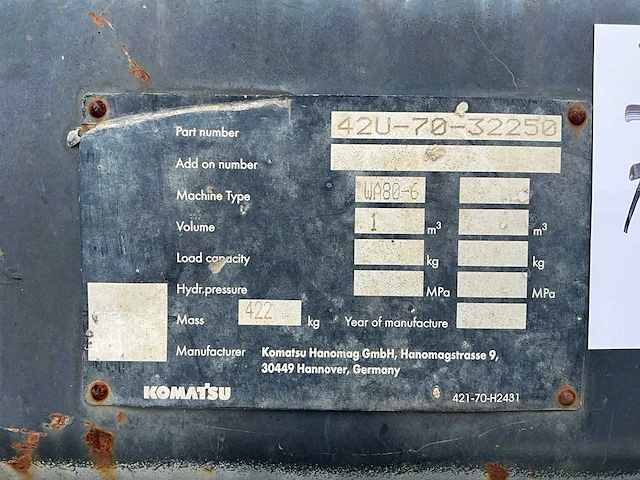 Part number 42U-70-32250
Add on number
Machine Type WA80-6
Volume 1 m³ m³
Load capacity kg kg
Hydr.pressure MPa MPa
Mass 422 kg Year of manufacture
Manufacturer Komatsu Hanomag GmbH, Hanomagstrasse 9,
30449 Hannover, Germany
KOMATSU 421-70-H2431